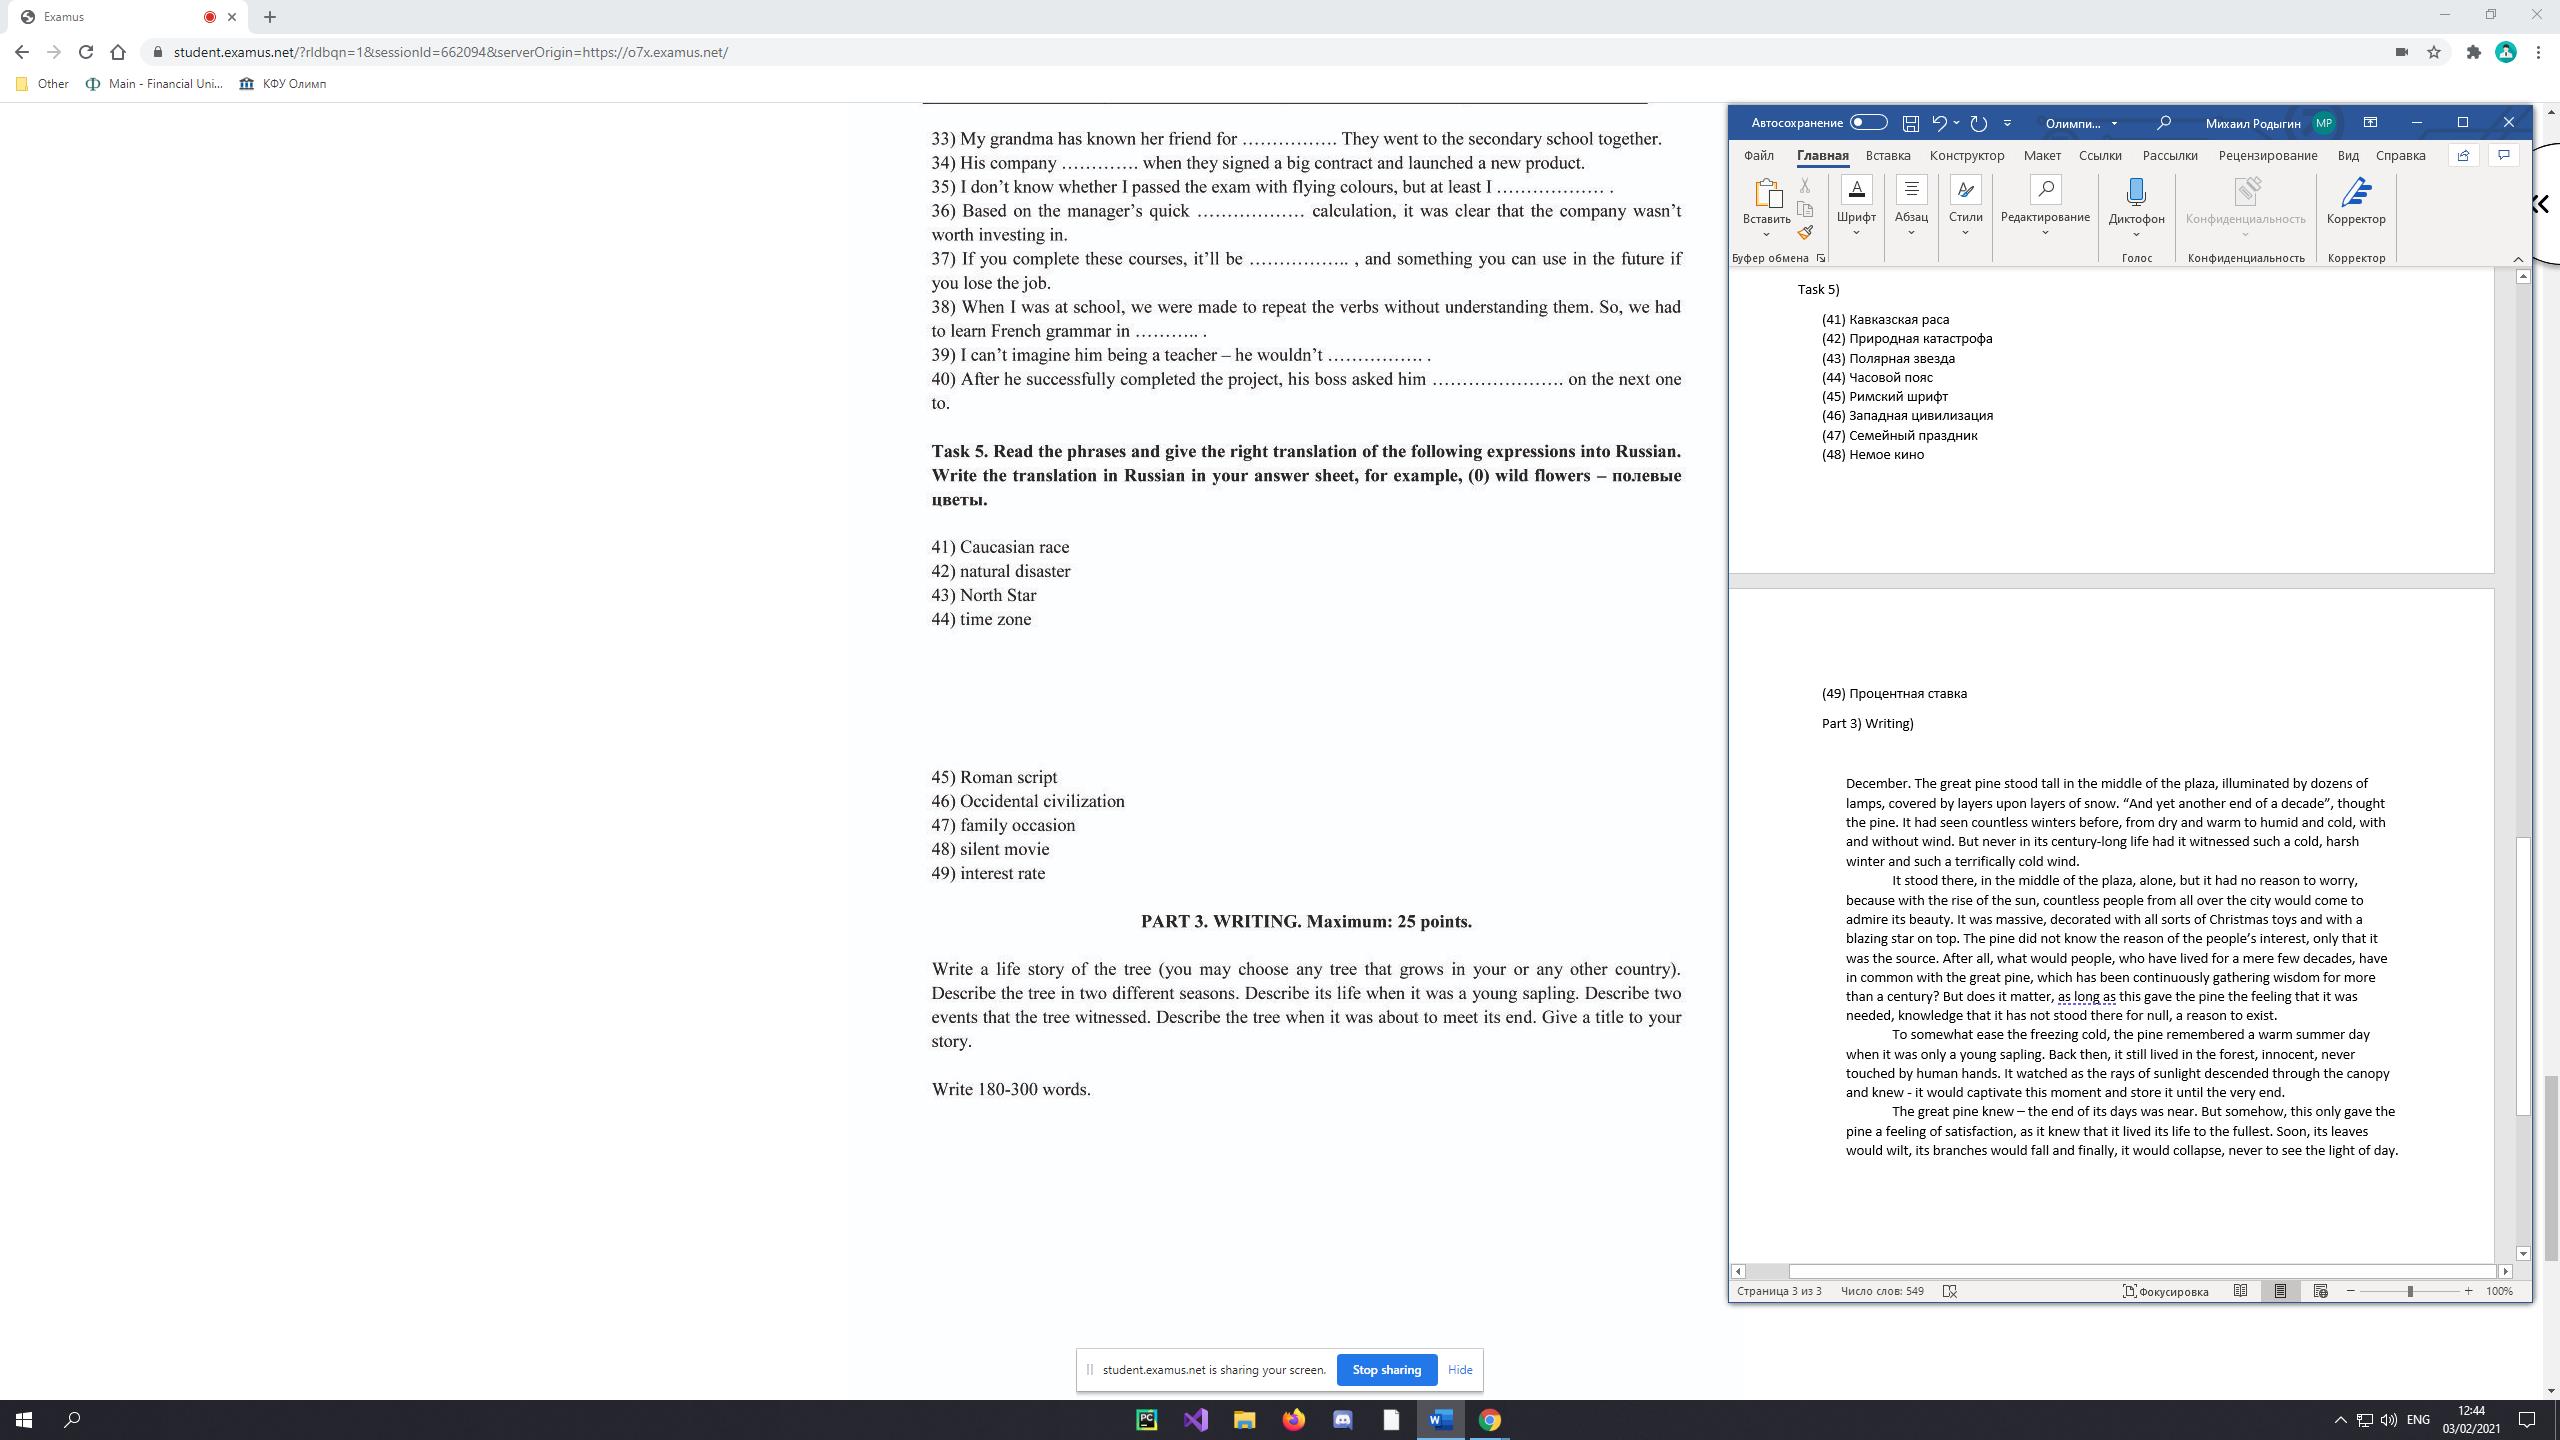 Examus
student.examus.net/?rldbqn=1&sessionId=662094&serverOrigin=https://o7x.examus.net/
Other
Main - Financial Uni...
КФУ Олимп
33) My grandma has known her friend for ……………. They went to the secondary school together.
34) His company …………. when they signed a big contract and launched a new product.
35) I don’t know whether I passed the exam with flying colours, but at least I ……………… .
36) Based on the manager’s quick ……………… calculation, it was clear that the company wasn’t
worth investing in.
37) If you complete these courses, it’ll be …………….. , and something you can use in the future if
you lose the job.
38) When I was at school, we were made to repeat the verbs without understanding them. So, we had
to learn French grammar in ……….. .
39) I can’t imagine him being a teacher – he wouldn’t ……………. .
40) After he successfully completed the project, his boss asked him …………………. on the next one
to.
Task 5. Read the phrases and give the right translation of the following expressions into Russian.
Write the translation in Russian in your answer sheet, for example, (0) wild flowers – полевые
цветы.
41) Caucasian race
42) natural disaster
43) North Star
44) time zone
45) Roman script
46) Occidental civilization
47) family occasion
48) silent movie
49) interest rate
PART 3. WRITING. Maximum: 25 points.
Write a life story of the tree (you may choose any tree that grows in your or any other country).
Describe the tree in two different seasons. Describe its life when it was a young sapling. Describe two
events that the tree witnessed. Describe the tree when it was about to meet its end. Give a title to your
story.
Write 180-300 words.
Автосохранение
Олимпи...
Михаил Родыгин
МР
Файл Главная Вставка Конструктор Макет Ссылки Рассылки Рецензирование Вид Справка
Вставить
Шрифт
Абзац
Стили
Редактирование
Диктофон
Конфиденциальность
Корректор
Буфер обмена
Голос
Конфиденциальность
Корректор
Task 5)
(41) Кавказская раса
(42) Природная катастрофа
(43) Полярная звезда
(44) Часовой пояс
(45) Римский шрифт
(46) Западная цивилизация
(47) Семейный праздник
(48) Немое кино
(49) Процентная ставка
Part 3) Writing)
December. The great pine stood tall in the middle of the plaza, illuminated by dozens of
lamps, covered by layers upon layers of snow. “And yet another end of a decade”, thought
the pine. It had seen countless winters before, from dry and warm to humid and cold, with
and without wind. But never in its century-long life had it witnessed such a cold, harsh
winter and such a terrifically cold wind.
It stood there, in the middle of the plaza, alone, but it had no reason to worry,
because with the rise of the sun, countless people from all over the city would come to
admire its beauty. It was massive, decorated with all sorts of Christmas toys and with a
blazing star on top. The pine did not know the reason of the people’s interest, only that it
was the source. After all, what would people, who have lived for a mere few decades, have
in common with the great pine, which has been continuously gathering wisdom for more
than a century? But does it matter, as long as this gave the pine the feeling that it was
needed, knowledge that it has not stood there for null, a reason to exist.
To somewhat ease the freezing cold, the pine remembered a warm summer day
when it was only a young sapling. Back then, it still lived in the forest, innocent, never
touched by human hands. It watched as the rays of sunlight descended through the canopy
and knew - it would captivate this moment and store it until the very end.
The great pine knew – the end of its days was near. But somehow, this only gave the
pine a feeling of satisfaction, as it knew that it lived its life to the fullest. Soon, its leaves
would wilt, its branches would fall and finally, it would collapse, never to see the light of day.
Страница 3 из 3
Число слов: 549
Фокусировка
100%
student.examus.net is sharing your screen.
Stop sharing
Hide
PC
W
ENG
12:44
03/02/2021